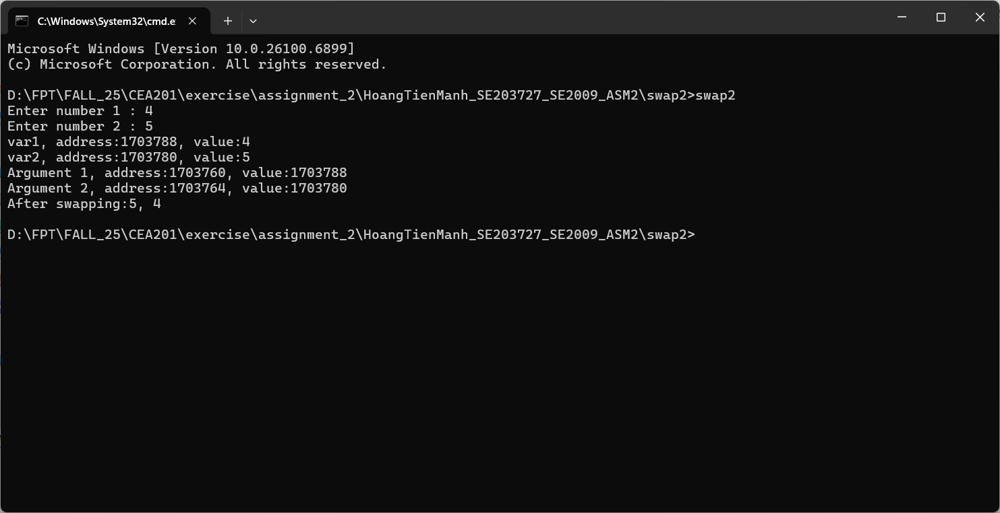 C:\Windows\System32\cmd.e
Microsoft Windows [Version 10.0.26100.6899]
(c) Microsoft Corporation. All rights reserved.
D:\FPT\FALL_25\CEA201\exercise\assignment_2\HoangTienManh_SE203727_SE2009_ASM2\swap2>swap2
Enter number 1 : 4
Enter number 2 : 5
var1, address:1703788, value:4
var2, address:1703780, value:5
Argument 1, address:1703760, value:1703788
Argument 2, address:1703764, value:1703780
After swapping:5, 4
D:\FPT\FALL_25\CEA201\exercise\assignment_2\HoangTienManh_SE203727_SE2009_ASM2\swap2>